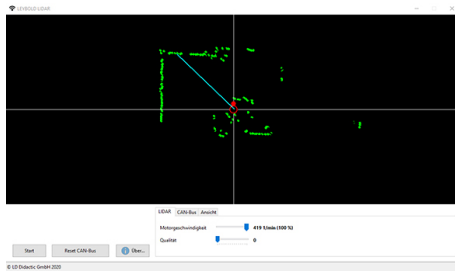 LEYBOLD LIDAR
LIDAR CAN-Bus Ansicht
Motorgeschwindigkeit 419 1/min (100 %)
Qualität 0
Start Reset CAN-Bus Über...
© LD Didactic GmbH 2020